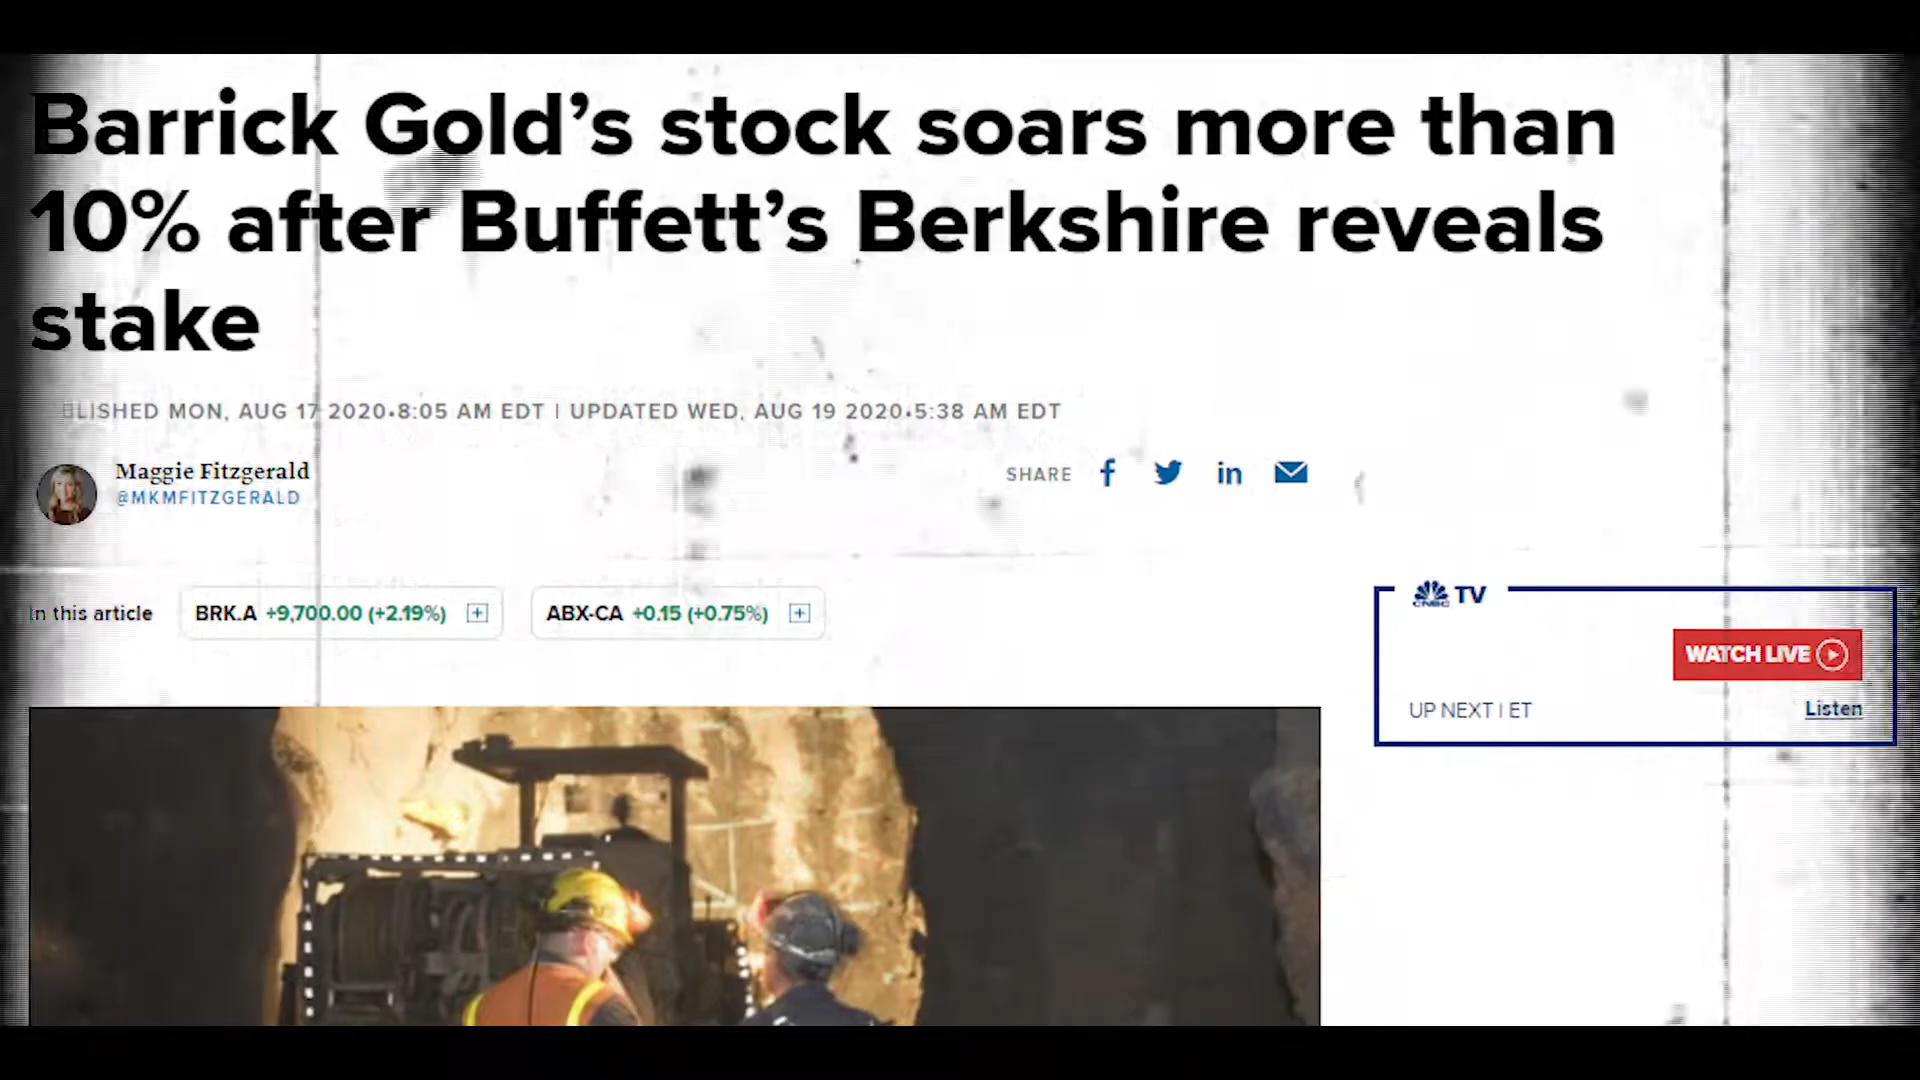 Barrick Gold’s stock soars more than
10% after Buffett’s Berkshire reveals
stake
BLISHED MON, AUG 17 2020•8:05 AM EDT | UPDATED WED, AUG 19 2020•5:38 AM EDT
Maggie Fitzgerald
@MKMFITZGERALD
SHARE
In this article
BRK.A +9,700.00 (+2.19%)
ABX-CA +0.15 (+0.75%)
CNBC TV
WATCH LIVE
UP NEXT | ET
Listen